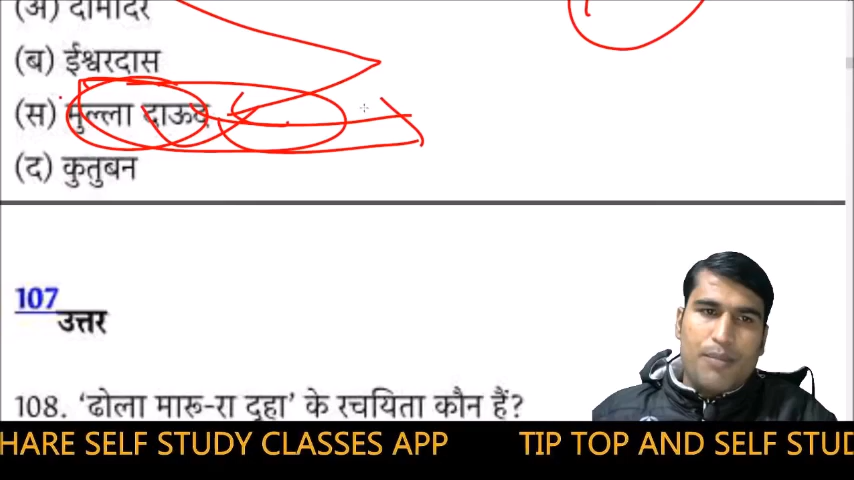 (अ) दामोदर
(ब) ईश्वरदास
(स) मुल्ला दाऊद
(द) कुतुबन
107
उत्तर
108. ‘ढोला मारू-रा दूहा’ के रचयिता कौन हैं?
HARE SELF STUDY CLASSES APP TIP TOP AND SELF STUD